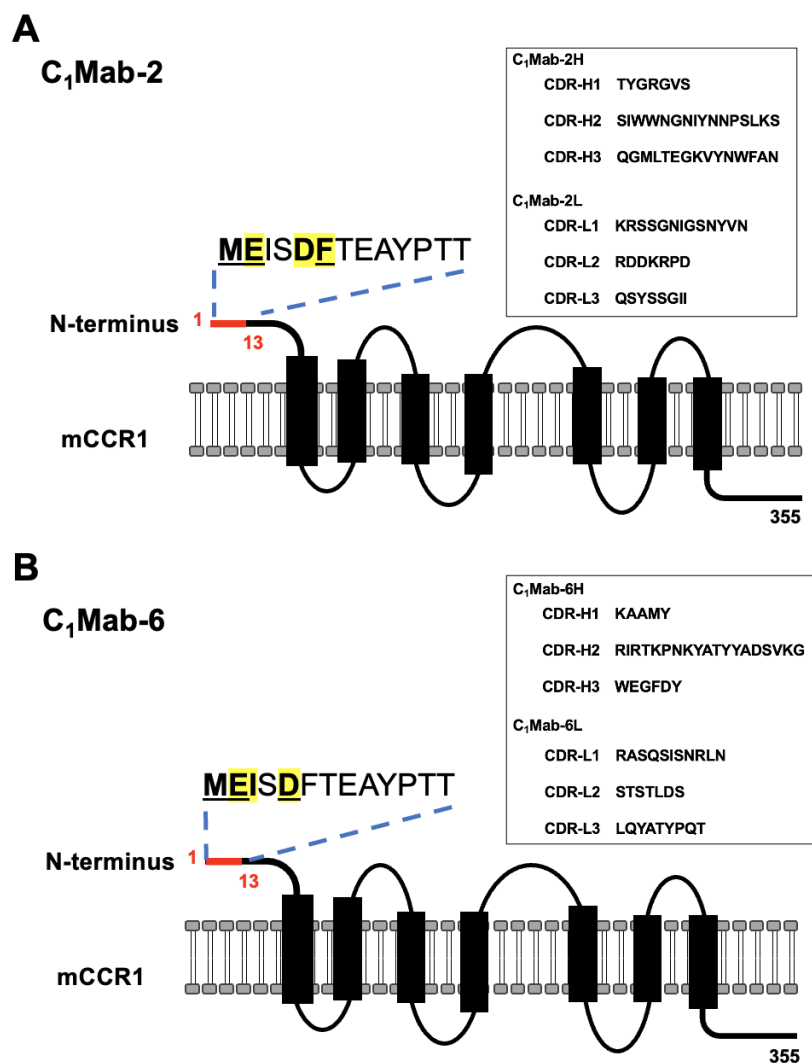 A
C₁Mab-2
C₁Mab-2H
CDR-H1 TYGRGVS
CDR-H2 SIWWNGNIYNNPSLKS
CDR-H3 QGMLTEGKVYNWFAN
C₁Mab-2L
CDR-L1 KRSSGNIGSNYVN
CDR-L2 RDDKRPD
CDR-L3 QSYSSGII
MEISDFTEAYPTT
N-terminus
1
13
mCCR1
355
B
C₁Mab-6
C₁Mab-6H
CDR-H1 KAAMY
CDR-H2 RIRTKPNKYATYYADSVKG
CDR-H3 WEGFDY
C₁Mab-6L
CDR-L1 RASQSISNRLN
CDR-L2 STSTLDS
CDR-L3 LQYATYPQT
MEISDFTEAYPTT
N-terminus
1
13
mCCR1
355